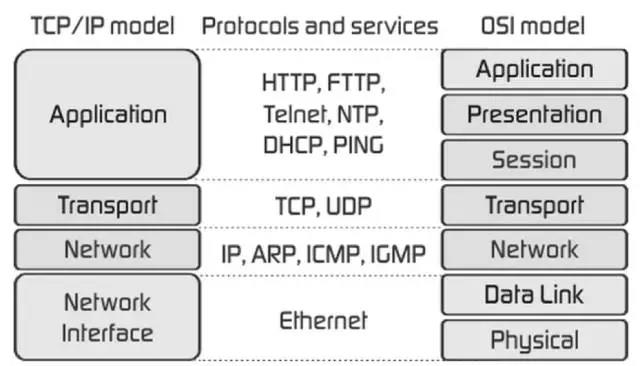 TCP/IP model
Protocols and services
OSI model
Application
HTTP, FTTP,
Telnet, NTP,
DHCP, PING
Application
Presentation
Session
Transport
TCP, UDP
Transport
Network
IP, ARP, ICMP, IGMP
Network
Network
Interface
Ethernet
Data Link
Physical